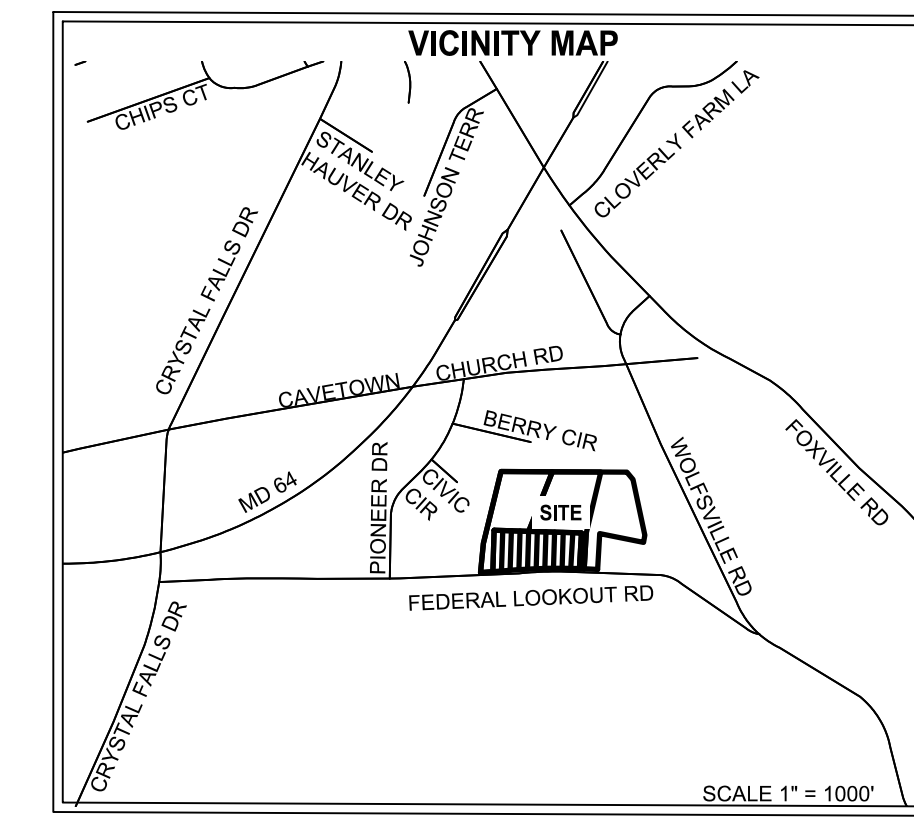 VICINITY MAP
CHIPS CT
STANLEY
HAUVER DR
JOHNSON TERR
CLOVERLY FARM LA
CRYSTAL FALLS DR
CAVETOWN CHURCH RD
BERRY CIR
MD 64
PIONEER DR
CIVIC
CIR
SITE
WOLFSVILLE RD
FOXVILLE RD
FEDERAL LOOKOUT RD
CRYSTAL FALLS DR
SCALE 1" = 1000'